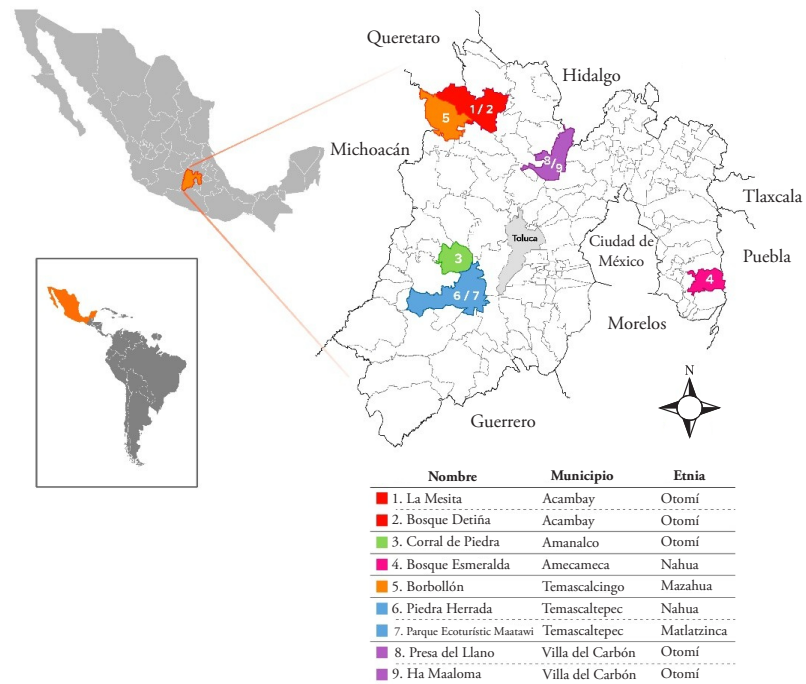 Queretaro
Hidalgo
1 / 2
5
Michoacán
8/9
Tlaxcala
Toluca
Ciudad de
México
Puebla
3
4
6 / 7
Morelos
N
Guerrero
Nombre Municipio Etnia
1. La Mesita Acambay Otomí
2. Bosque Detiña Acambay Otomí
3. Corral de Piedra Amanalco Otomí
4. Bosque Esmeralda Amecameca Nahua
5. Borbollón Temascalcingo Mazahua
6. Piedra Herrada Temascaltepec Nahua
7. Parque Ecoturístic Maatawi Temascaltepec Matlatzinca
8. Presa del Llano Villa del Carbón Otomí
9. Ha Maaloma Villa del Carbón Otomí